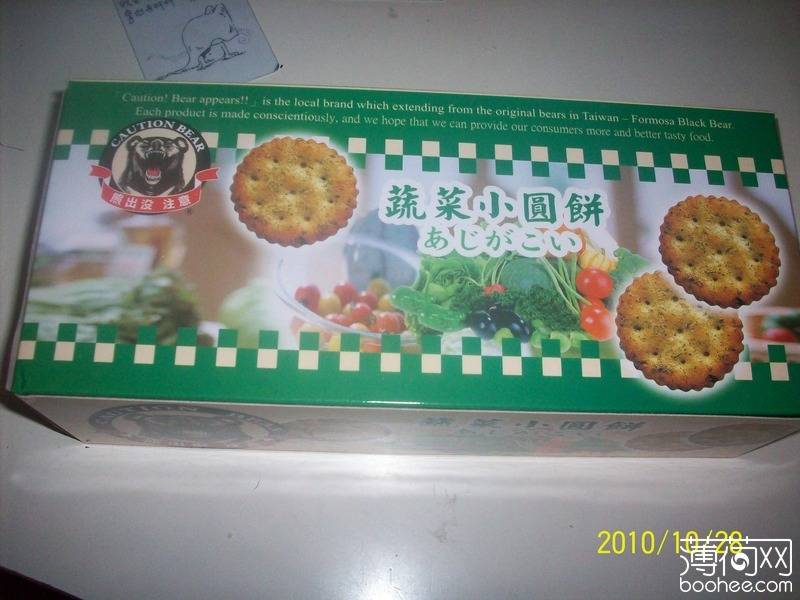 「Caution! Bear appears!!」is the local brand which extending from the original bears in Taiwan – Formosa Black Bear.
Each product is made conscientiously, and we hope that we can provide our consumers more and better tasty food.
CAUTION BEAR
熊出没 注意
蔬菜小圓餅
あじがこい
CAUTION BEAR
蔬菜小圓餅
2010/10/28
薄荷网
boohee.com